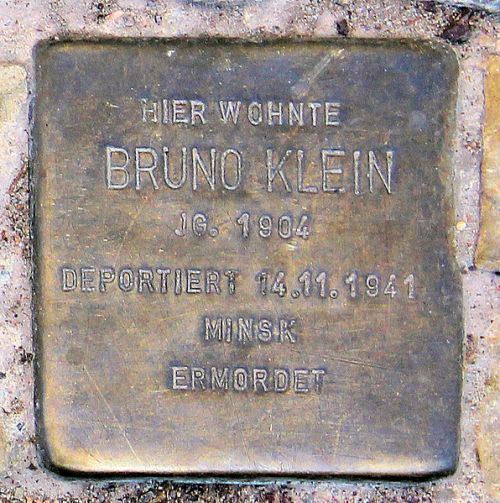 HIER WOHNTE
BRUNO KLEIN
JG. 1904
DEPORTIERT 14.11.1941
MINSK
ERMORDET